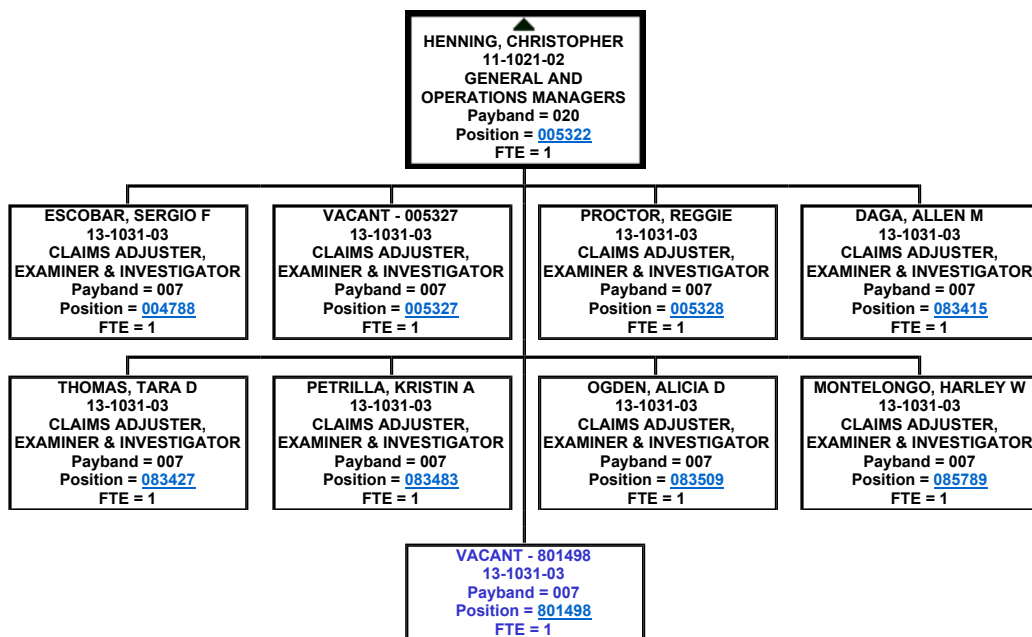 HENNING, CHRISTOPHER
11-1021-02
GENERAL AND
OPERATIONS MANAGERS
Payband = 020
Position = 005322
FTE = 1
ESCOBAR, SERGIO F
13-1031-03
CLAIMS ADJUSTER,
EXAMINER & INVESTIGATOR
Payband = 007
Position = 004788
FTE = 1
VACANT - 005327
13-1031-03
CLAIMS ADJUSTER,
EXAMINER & INVESTIGATOR
Payband = 007
Position = 005327
FTE = 1
PROCTOR, REGGIE
13-1031-03
CLAIMS ADJUSTER,
EXAMINER & INVESTIGATOR
Payband = 007
Position = 005328
FTE = 1
DAGA, ALLEN M
13-1031-03
CLAIMS ADJUSTER,
EXAMINER & INVESTIGATOR
Payband = 007
Position = 083415
FTE = 1
THOMAS, TARA D
13-1031-03
CLAIMS ADJUSTER,
EXAMINER & INVESTIGATOR
Payband = 007
Position = 083427
FTE = 1
PETRILLA, KRISTIN A
13-1031-03
CLAIMS ADJUSTER,
EXAMINER & INVESTIGATOR
Payband = 007
Position = 083483
FTE = 1
OGDEN, ALICIA D
13-1031-03
CLAIMS ADJUSTER,
EXAMINER & INVESTIGATOR
Payband = 007
Position = 083509
FTE = 1
MONTELONGO, HARLEY W
13-1031-03
CLAIMS ADJUSTER,
EXAMINER & INVESTIGATOR
Payband = 007
Position = 085789
FTE = 1
VACANT - 801498
13-1031-03
Payband = 007
Position = 801498
FTE = 1